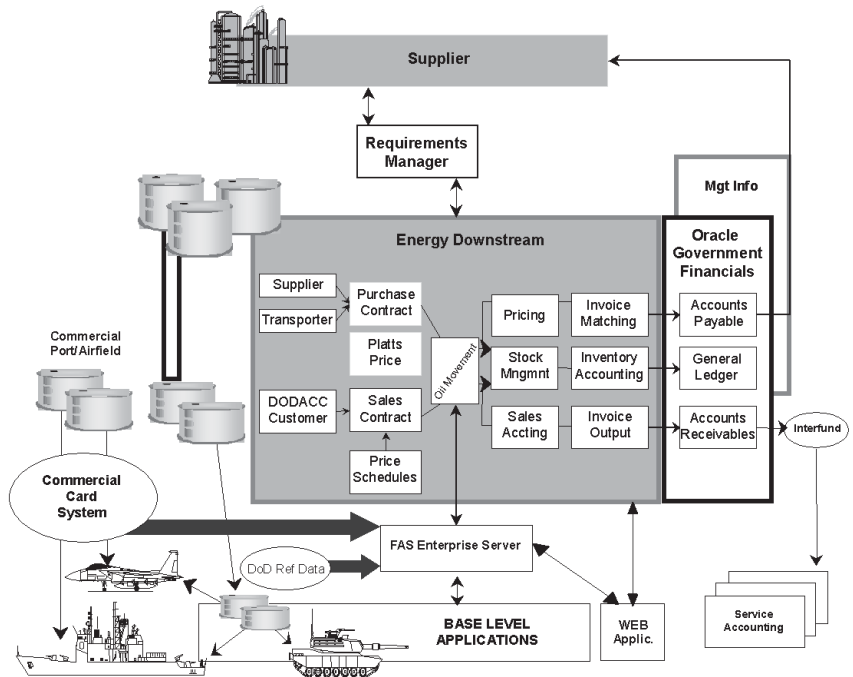 Supplier
Requirements
Manager
Mgt Info
Energy Downstream
Oracle
Government
Financials
Supplier
Transporter
Purchase
Contract
Platts
Price
Oil Movement
Pricing
Invoice
Matching
Accounts
Payable
Stock
Mngmnt
Inventory
Accounting
General
Ledger
DODACC
Customer
Sales
Contract
Sales
Accting
Invoice
Output
Accounts
Receivables
Interfund
Price
Schedules
Commercial
Port/Airfield
Commercial
Card
System
FAS Enterprise Server
DoD Ref Data
BASE LEVEL
APPLICATIONS
WEB
Applic.
Service
Accounting